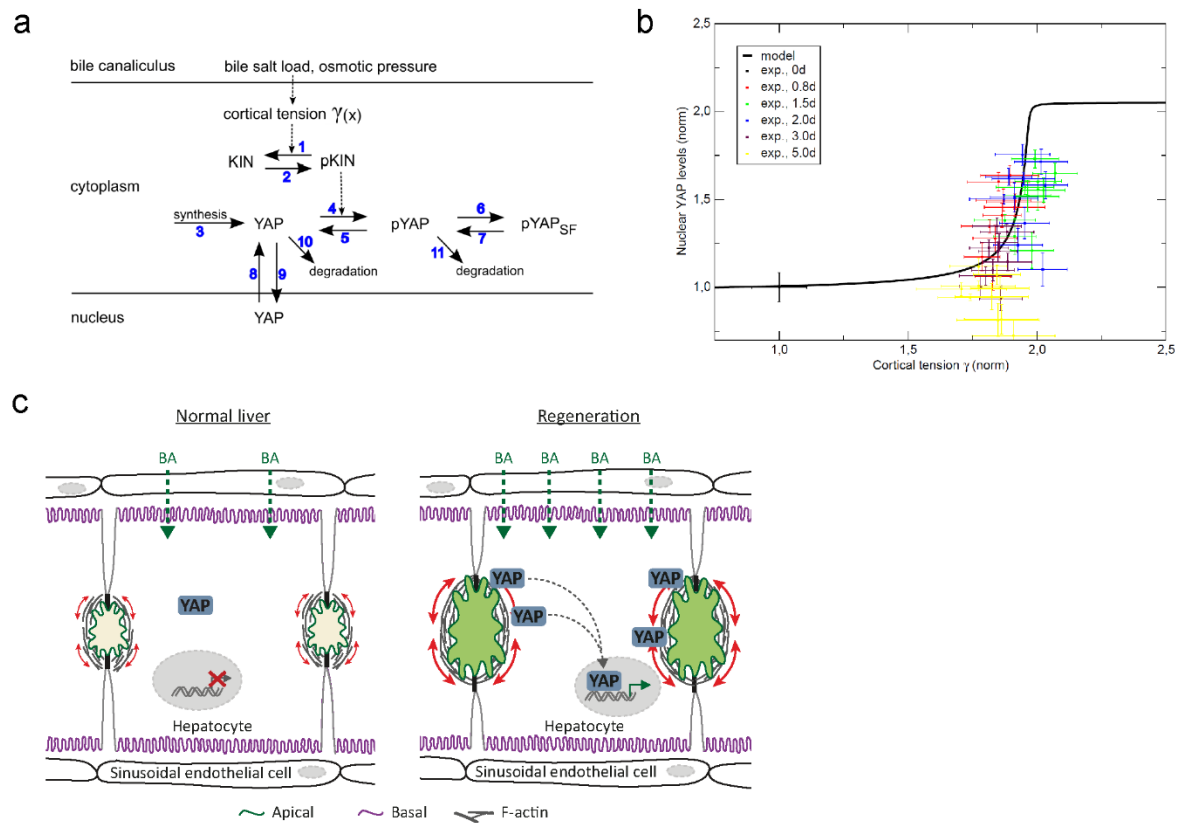 a
bile canaliculus bile salt load, osmotic pressure
cortical tension γ(x)
1
KIN pKIN
2
cytoplasm
synthesis
3
YAP
4
5
pYAP
6
7
pYAPSF
10
11
degradation
degradation
8
9
nucleus
YAP
b
Nuclear YAP levels (norm)
2,5
2,0
1,5
1,0
model
exp., 0d
exp., 0.8d
exp., 1.5d
exp., 2.0d
exp., 3.0d
exp., 5.0d
1,0 1,5 2,0 2,5
Cortical tension γ (norm)
c
Normal liver
BA BA
YAP
Hepatocyte
Sinusoidal endothelial cell
Regeneration
BA BA BA BA
YAP YAP
YAP YAP
YAP
Hepatocyte
Sinusoidal endothelial cell
Apical Basal F-actin